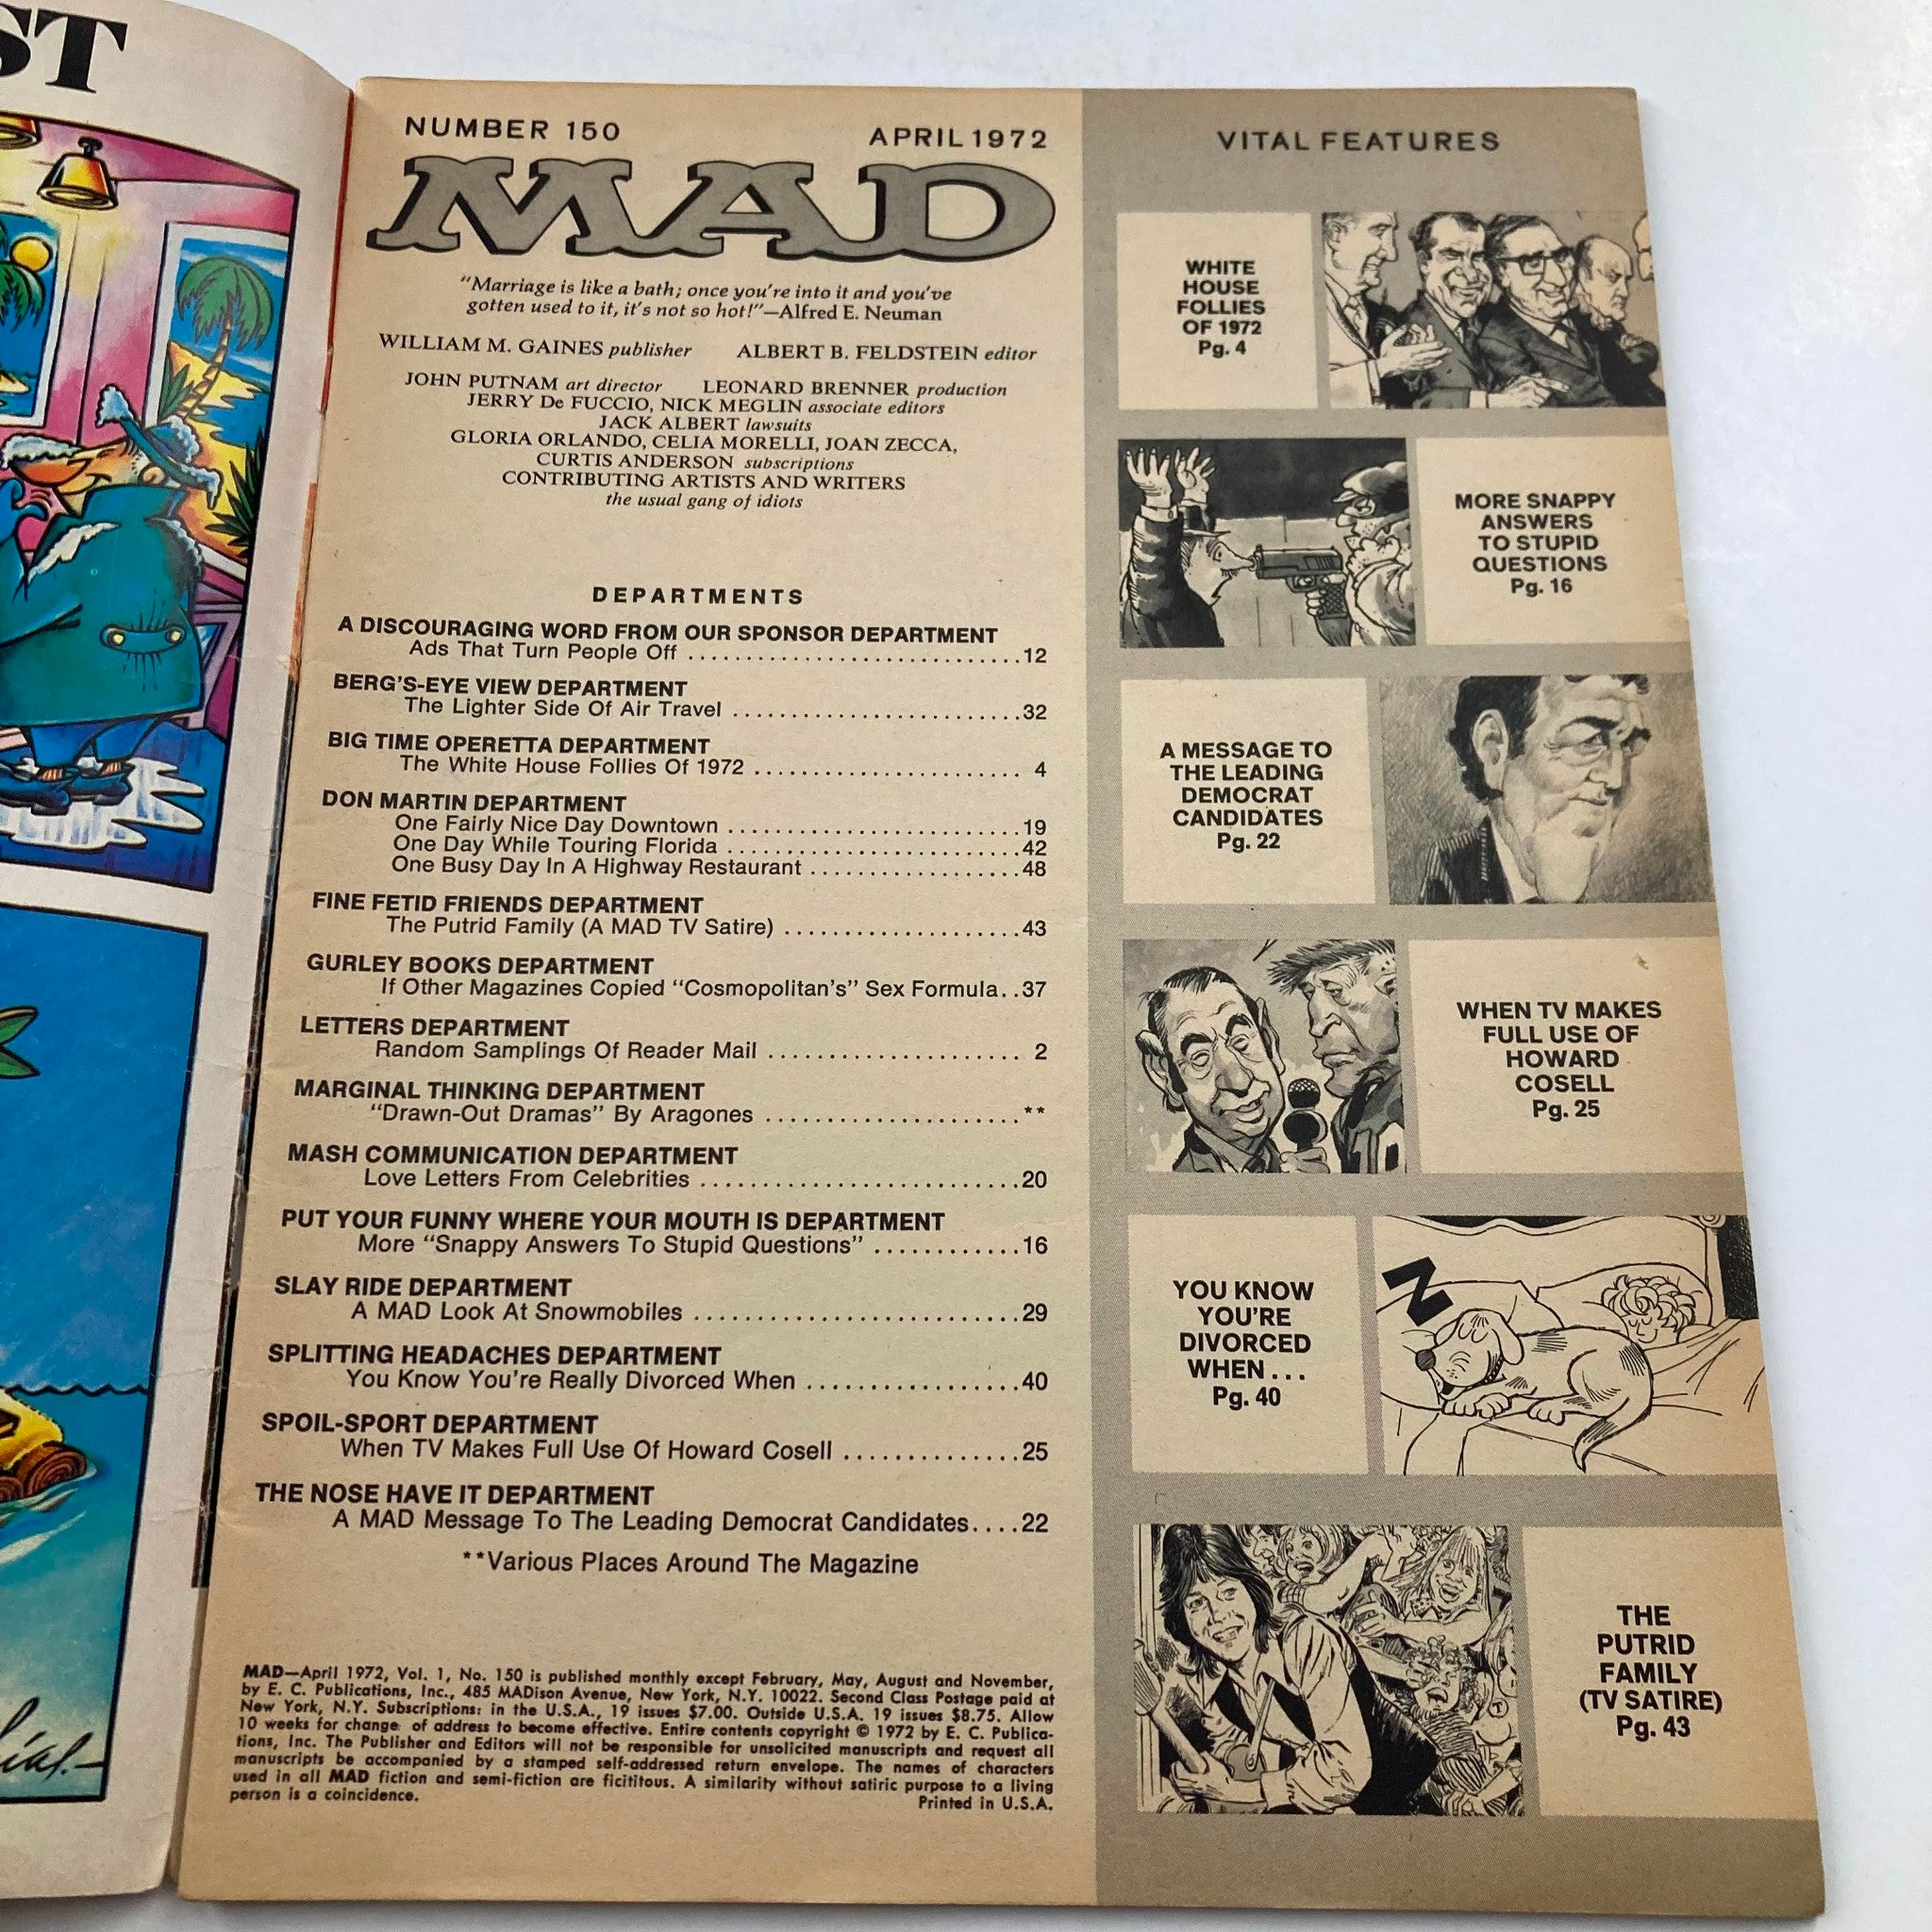 ST
NUMBER 150
APRIL 1972
MAD
"Marriage is like a bath; once you're into it and you've
gotten used to it, it's not so hot!"—Alfred E. Neuman
WILLIAM M. GAINES publisher ALBERT B. FELDSTEIN editor
JOHN PUTNAM art director LEONARD BRENNER production
JERRY De FUCCIO, NICK MEGLIN associate editors
JACK ALBERT lawsuits
GLORIA ORLANDO, CELIA MORELLI, JOAN ZECCA,
CURTIS ANDERSON subscriptions
CONTRIBUTING ARTISTS AND WRITERS
the usual gang of idiots
DEPARTMENTS
A DISCOURAGING WORD FROM OUR SPONSOR DEPARTMENT
Ads That Turn People Off ..............................12
BERG'S-EYE VIEW DEPARTMENT
The Lighter Side Of Air Travel .........................32
BIG TIME OPERETTA DEPARTMENT
The White House Follies Of 1972 ....................... 4
DON MARTIN DEPARTMENT
One Fairly Nice Day Downtown ..........................19
One Day While Touring Florida ..........................42
One Busy Day In A Highway Restaurant ...................48
FINE FETID FRIENDS DEPARTMENT
The Putrid Family (A MAD TV Satire) .....................43
GURLEY BOOKS DEPARTMENT
If Other Magazines Copied "Cosmopolitan's" Sex Formula..37
LETTERS DEPARTMENT
Random Samplings Of Reader Mail ...................... 2
MARGINAL THINKING DEPARTMENT
"Drawn-Out Dramas" By Aragones ......................**
MASH COMMUNICATION DEPARTMENT
Love Letters From Celebrities ...........................20
PUT YOUR FUNNY WHERE YOUR MOUTH IS DEPARTMENT
More "Snappy Answers To Stupid Questions" ............16
SLAY RIDE DEPARTMENT
A MAD Look At Snowmobiles ...........................29
SPLITTING HEADACHES DEPARTMENT
You Know You're Really Divorced When ..................40
SPOIL-SPORT DEPARTMENT
When TV Makes Full Use Of Howard Cosell ...............25
THE NOSE HAVE IT DEPARTMENT
A MAD Message To The Leading Democrat Candidates....22
**Various Places Around The Magazine
MAD—April 1972, Vol. 1, No. 150 is published monthly except February, May, August and November,
by E. C. Publications, Inc., 485 MADison Avenue, New York, N.Y. 10022. Second Class Postage paid at
New York, N.Y. Subscriptions: in the U.S.A., 19 issues $7.00. Outside U.S.A. 19 issues $8.75. Allow
10 weeks for change of address to become effective. Entire contents copyright © 1972 by E. C. Publica-
tions, Inc. The Publisher and Editors will not be responsible for unsolicited manuscripts and request all
manuscripts be accompanied by a stamped self-addressed return envelope. The names of characters
used in all MAD fiction and semi-fiction are ficititous. A similarity without satiric purpose to a living
person is a coincidence.
Printed in U.S.A.
VITAL FEATURES
WHITE
HOUSE
FOLLIES
OF 1972
Pg. 4
MORE SNAPPY
ANSWERS
TO STUPID
QUESTIONS
Pg. 16
A MESSAGE TO
THE LEADING
DEMOCRAT
CANDIDATES
Pg. 22
WHEN TV MAKES
FULL USE OF
HOWARD
COSELL
Pg. 25
YOU KNOW
YOU'RE
DIVORCED
WHEN...
Pg. 40
Z
THE
PUTRID
FAMILY
(TV SATIRE)
Pg. 43